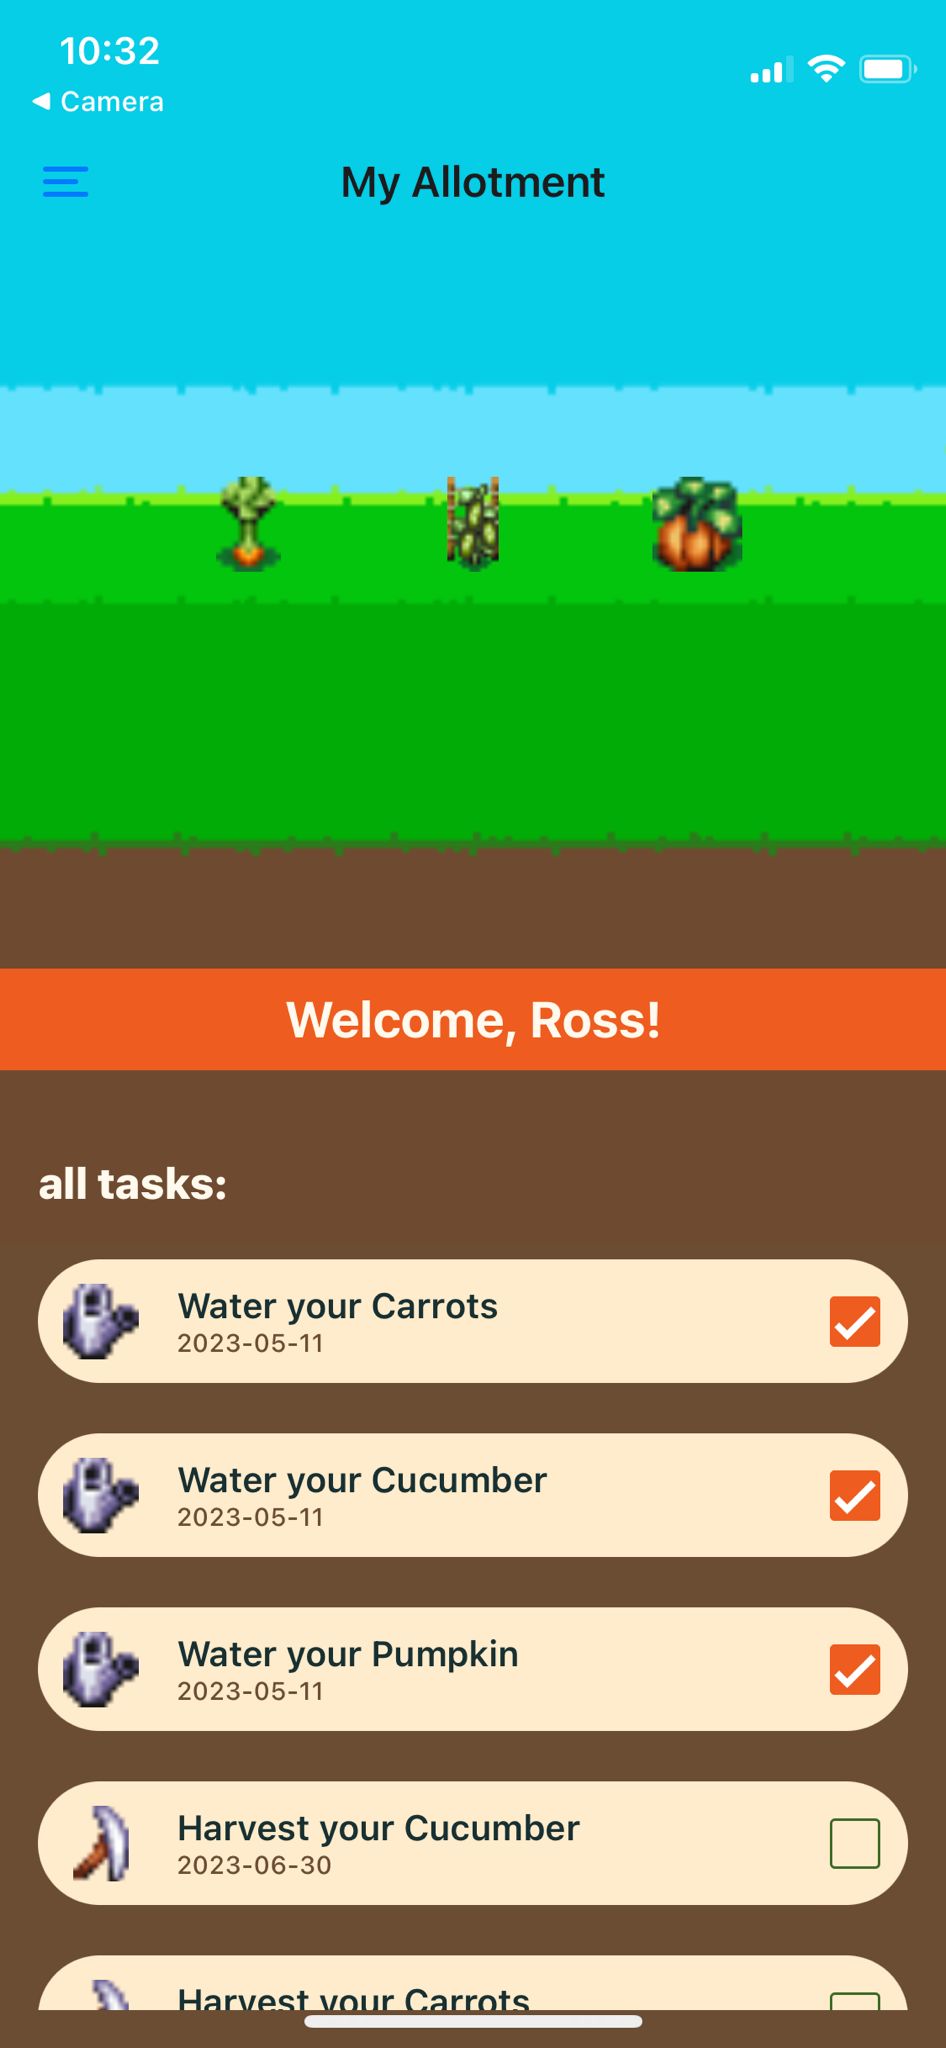 10:32
Camera
My Allotment
Welcome, Ross!
all tasks:
Water your Carrots
2023-05-11
Water your Cucumber
2023-05-11
Water your Pumpkin
2023-05-11
Harvest your Cucumber
2023-06-30
Harvest your Carrots